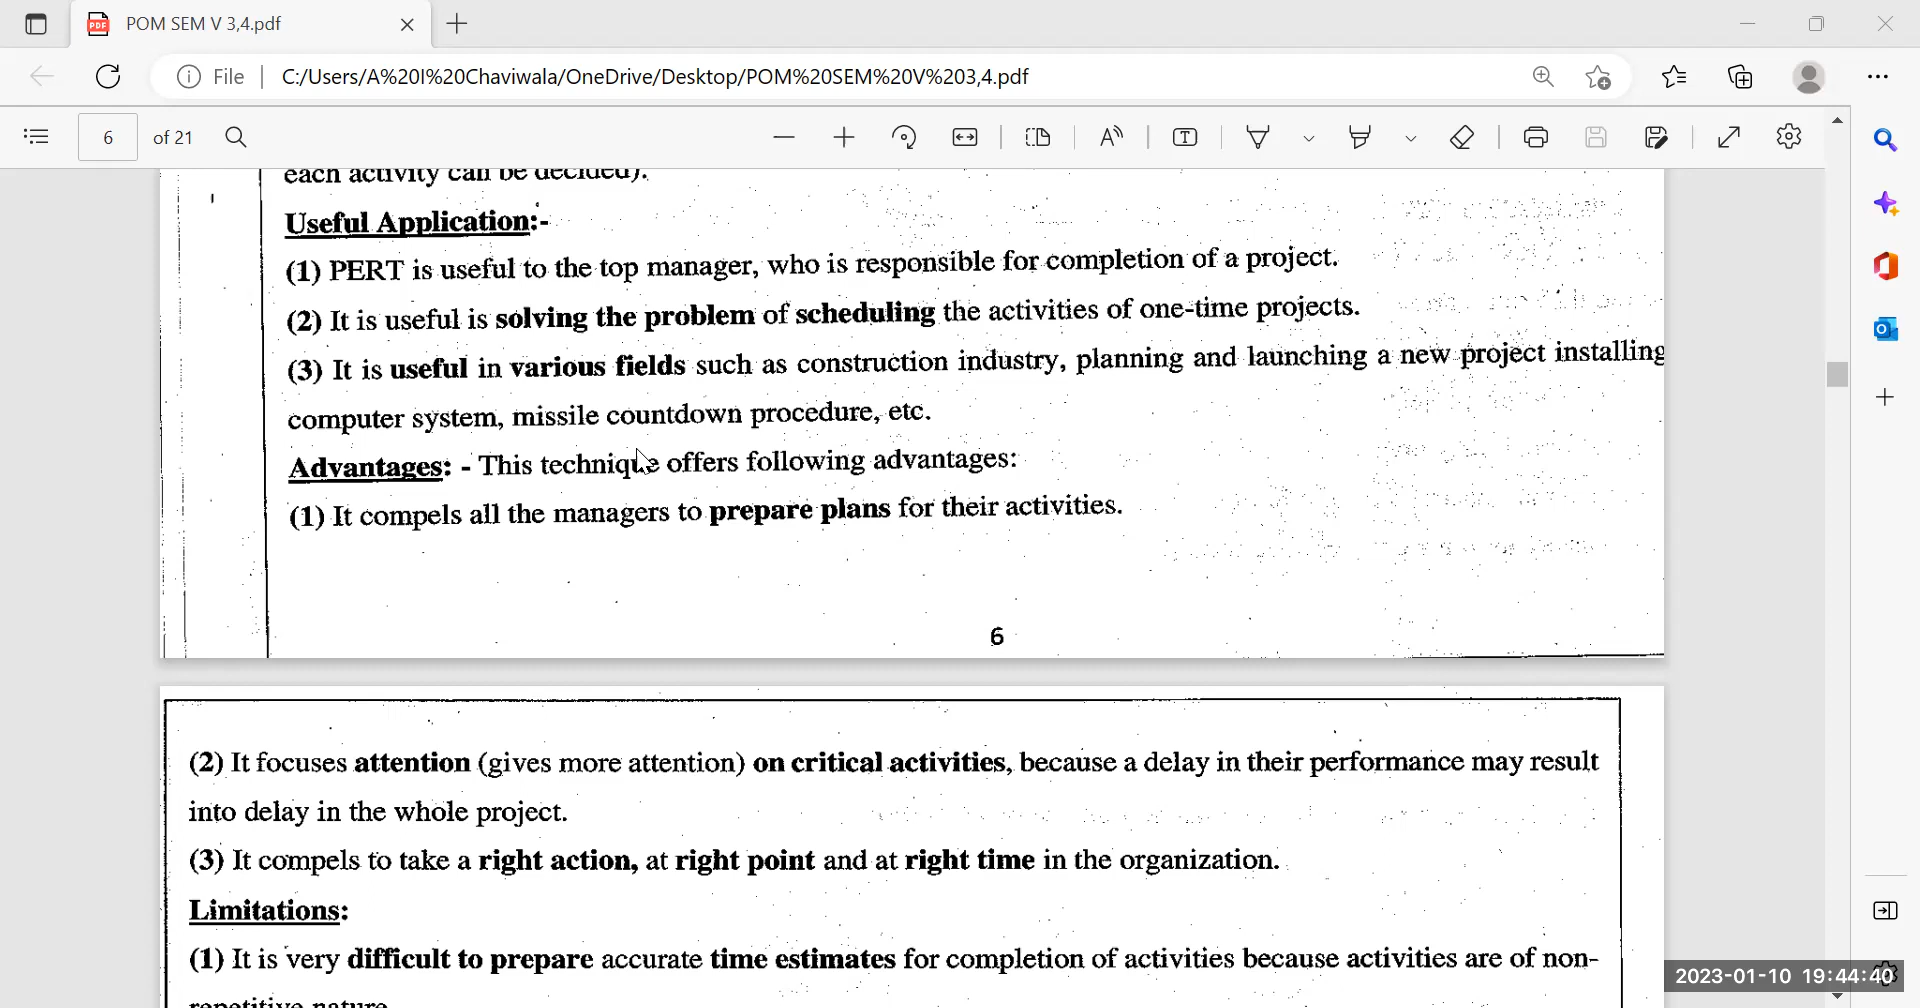 POM SEM V 3,4.pdf
File
C:/Users/A%20I%20Chaviwala/OneDrive/Desktop/POM%20SEM%20V%203,4.pdf
6 of 21
each activity can be decided).
Useful Application:-
(1) PERT is useful to the top manager, who is responsible for completion of a project.
(2) It is useful is solving the problem of scheduling the activities of one-time projects.
(3) It is useful in various fields such as construction industry, planning and launching a new project installing
computer system, missile countdown procedure, etc.
Advantages: - This technique offers following advantages:
(1) It compels all the managers to prepare plans for their activities.
6
(2) It focuses attention (gives more attention) on critical activities, because a delay in their performance may result
into delay in the whole project.
(3) It compels to take a right action, at right point and at right time in the organization.
Limitations:
(1) It is very difficult to prepare accurate time estimates for completion of activities because activities are of non-
repetitive nature.
2023-01-10 19:44:40